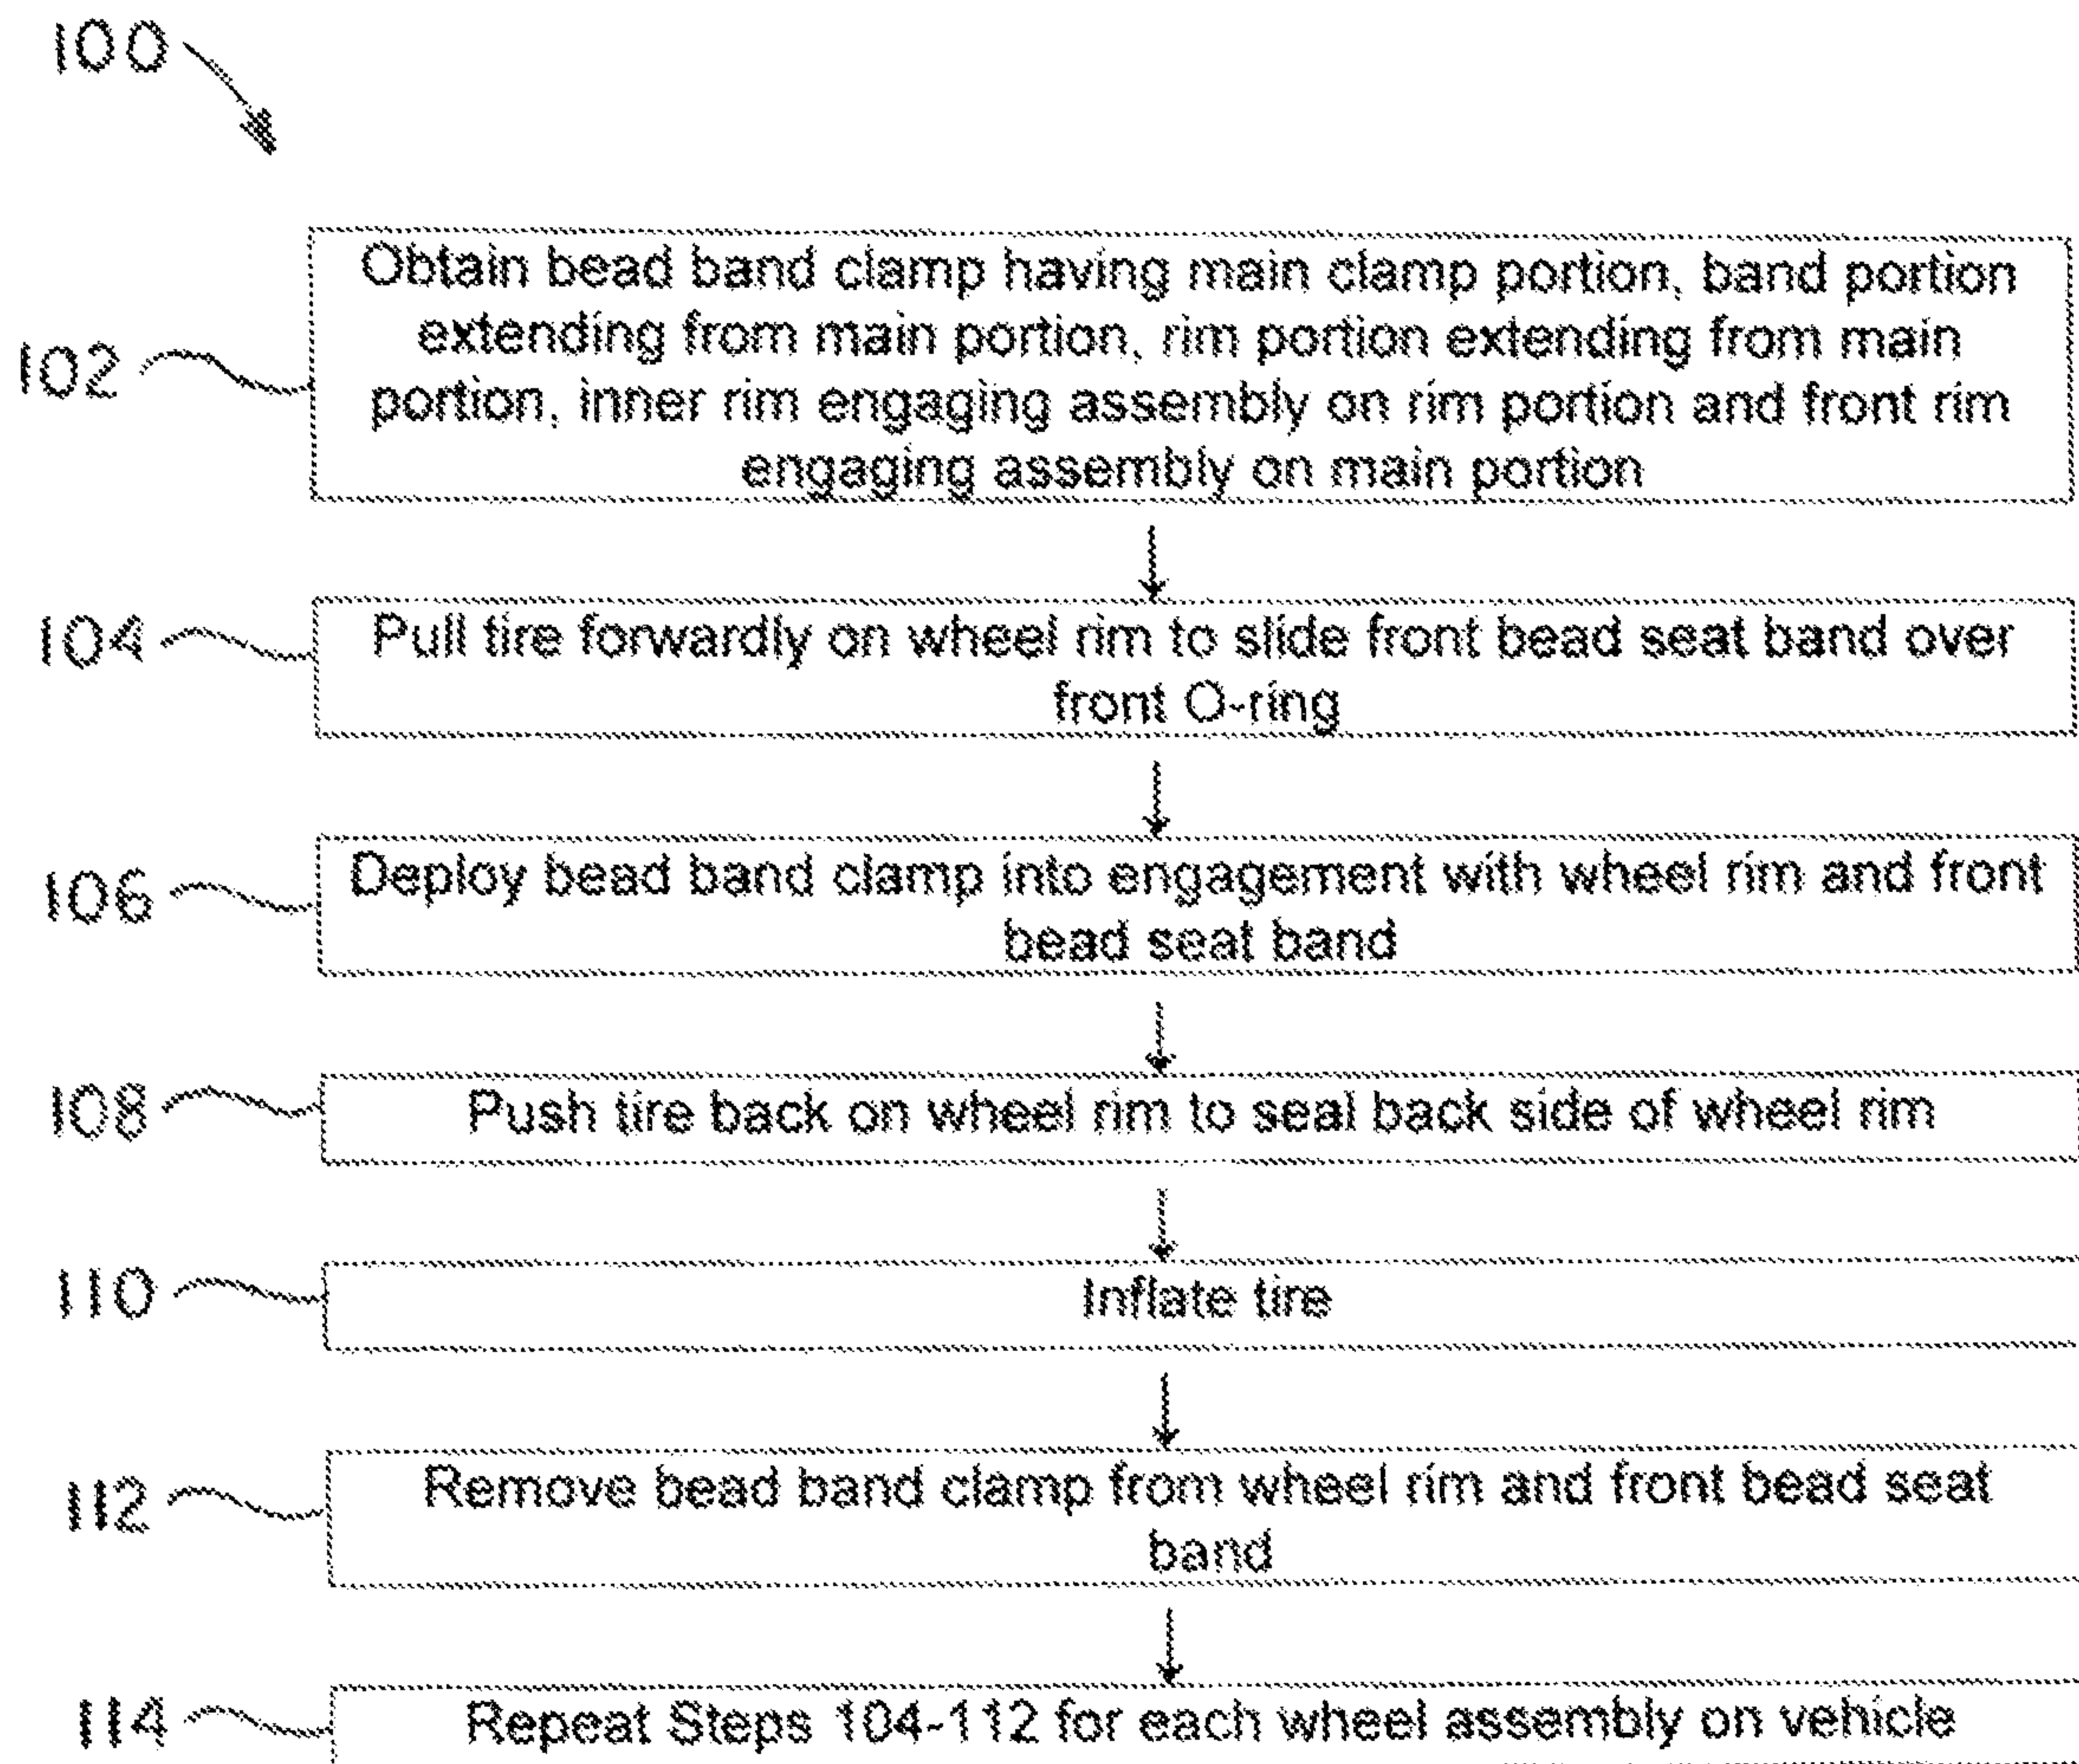 100
102
Obtain bead band clamp having main clamp portion, band portion
extending from main portion, rim portion extending from main
portion, inner rim engaging assembly on rim portion and front rim
engaging assembly on main portion
104
Pull tire forwardly on wheel rim to slide front bead seat band over
front O-ring
106
Deploy bead band clamp into engagement with wheel rim and front
bead seat band
108
Push tire back on wheel rim to seal back side of wheel rim
110
Inflate tire
112
Remove bead band clamp from wheel rim and front bead seat
band
114
Repeat Steps 104-112 for each wheel assembly on vehicle